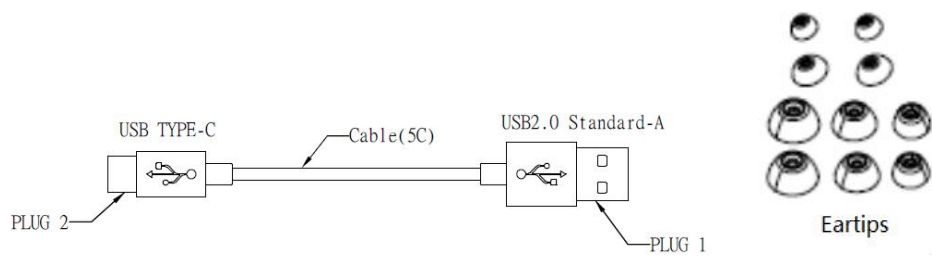 USB TYPE-C
Cable(5C)
USB2.0 Standard-A
PLUG 2
PLUG 1
Eartips